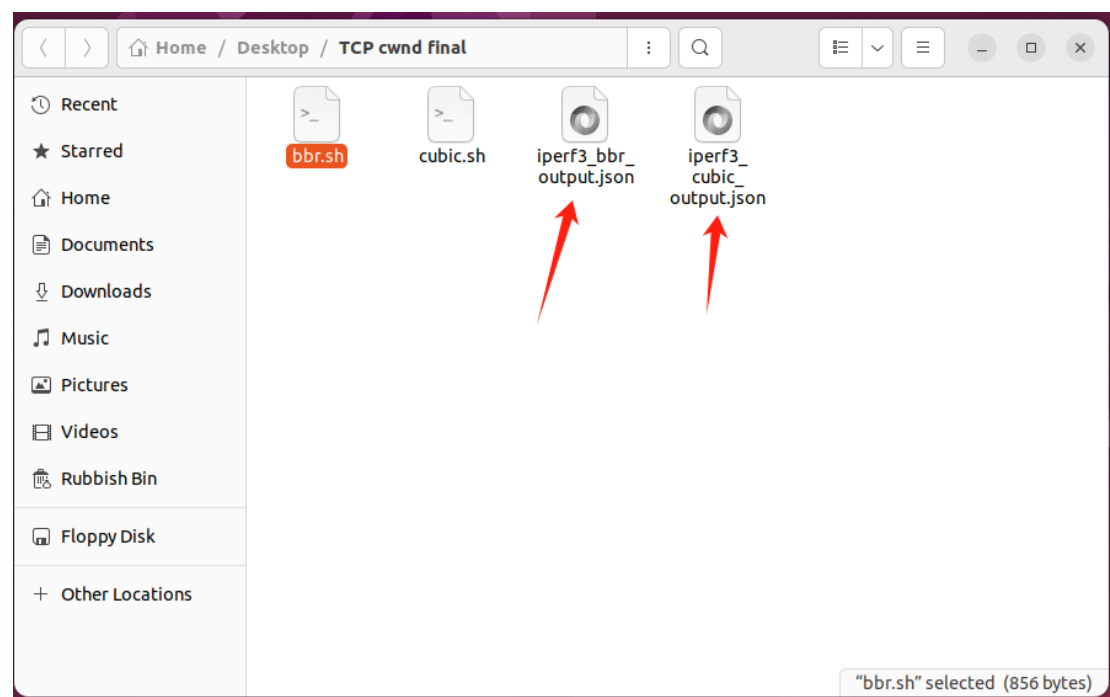 Home / Desktop / TCP cwnd final
Recent
Starred
Home
Documents
Downloads
Music
Pictures
Videos
Rubbish Bin
Floppy Disk
+ Other Locations
>_
>_
bbr.sh
cubic.sh
iperf3_bbr_
output.json
iperf3_
cubic_
output.json
"bbr.sh" selected (856 bytes)